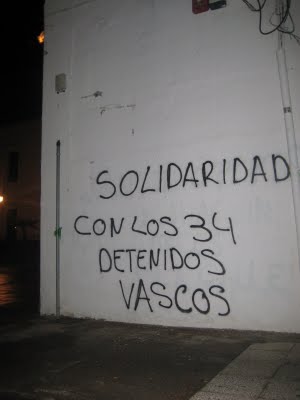 SOLIDARIDAD
CON LOS 34
DETENIDOS
VASCOS